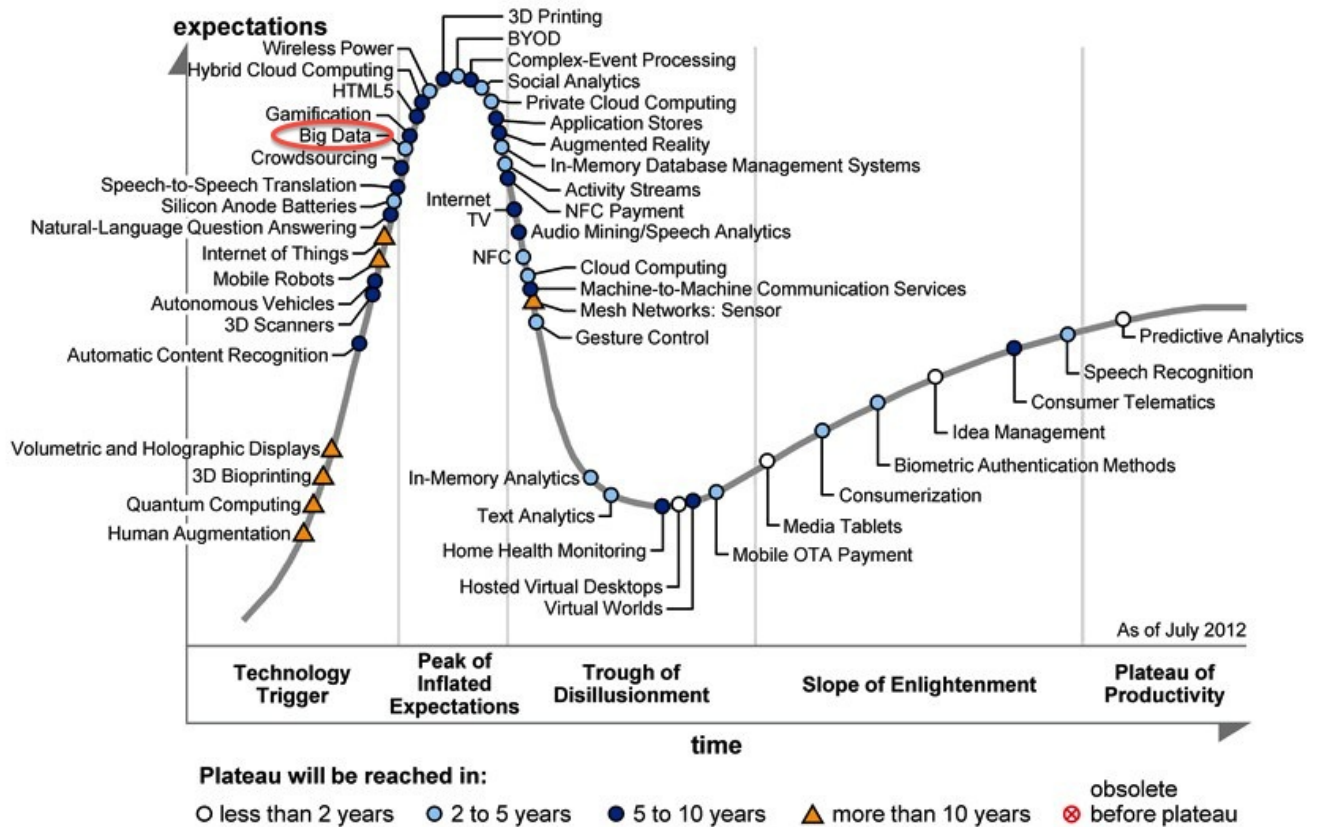 expectations
3D Printing
BYOD
Wireless Power
Complex-Event Processing
Hybrid Cloud Computing
Social Analytics
HTML5
Private Cloud Computing
Gamification
Application Stores
Big Data
Augmented Reality
Crowdsourcing
In-Memory Database Management Systems
Speech-to-Speech Translation
Activity Streams
Silicon Anode Batteries
Internet
TV
NFC Payment
Natural-Language Question Answering
Audio Mining/Speech Analytics
Internet of Things
NFC
Cloud Computing
Mobile Robots
Machine-to-Machine Communication Services
Autonomous Vehicles
Mesh Networks: Sensor
3D Scanners
Gesture Control
Automatic Content Recognition
Predictive Analytics
Speech Recognition
Consumer Telematics
Idea Management
Volumetric and Holographic Displays
Biometric Authentication Methods
3D Bioprinting
In-Memory Analytics
Consumerization
Quantum Computing
Text Analytics
Media Tablets
Human Augmentation
Home Health Monitoring
Mobile OTA Payment
Hosted Virtual Desktops
Virtual Worlds
As of July 2012
Technology
Trigger
Peak of
Inflated
Expectations
Trough of
Disillusionment
Slope of Enlightenment
Plateau of
Productivity
time
Plateau will be reached in:
less than 2 years
2 to 5 years
5 to 10 years
more than 10 years
obsolete
before plateau